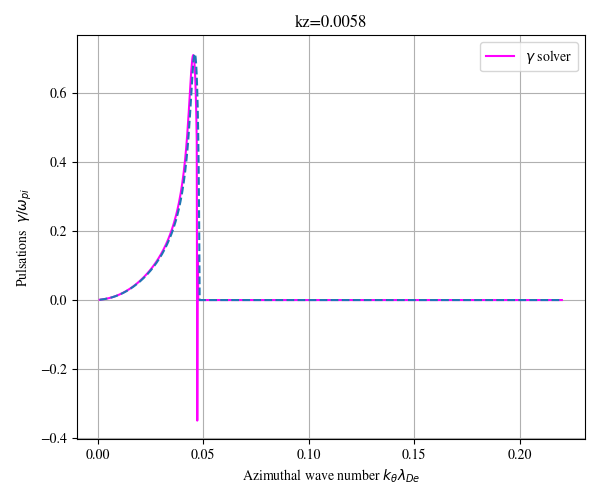 kz=0.0058
γ solver
Pulsations γ/ω_pi
0.6
0.4
0.2
0.0
−0.2
−0.4
0.00 0.05 0.10 0.15 0.20
Azimuthal wave number k_θλ_De